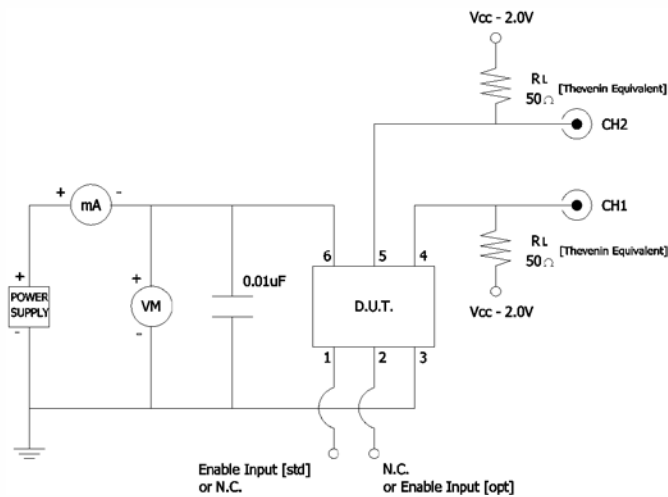 Vcc - 2.0V
RL
50Ω
[Thevenin Equivalent]
CH2
+
-
mA
CH1
RL
50Ω
[Thevenin Equivalent]
Vcc - 2.0V
6
5
4
+
POWER
SUPPLY
-
+
VM
-
0.01uF
D.U.T.
1
2
3
Enable Input [std]
or N.C.
N.C.
or Enable Input [opt]